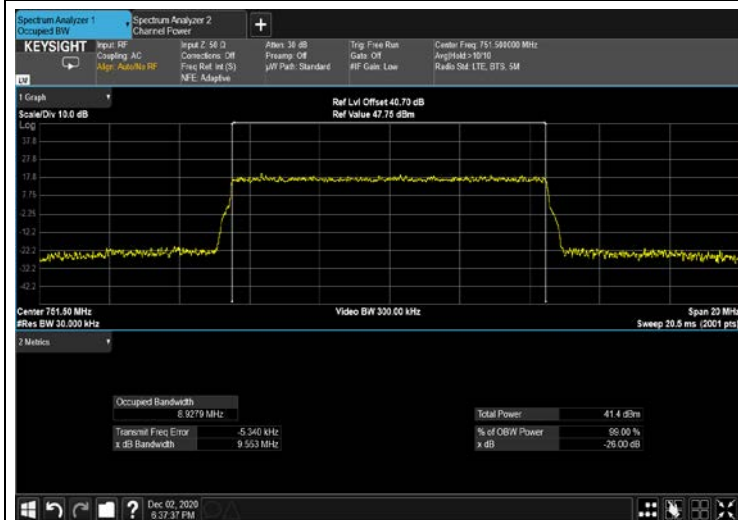 Spectrum Analyzer 1
Occupied BW
Spectrum Analyzer 2
Channel Power
+
KEYSIGHT
Input: RF
Coupling: AC
Align: Auto/No RF
Input Z: 50 Ω
Corrections: Off
Freq Ref: Int (S)
NFE: Adaptive
Atten: 30 dB
Preamp: Off
µW Path: Standard
Trig: Free Run
Gate: Off
#IF Gain: Low
Center Freq: 751.500000 MHz
Avg|Hold:>10/10
Radio Std: LTE, BTS, 5M
1 Graph
Scale/Div 10.0 dB
Ref Lvl Offset 40.70 dB
Ref Value 47.75 dBm
Log
37.8
27.8
17.8
7.75
-2.25
-12.2
-22.2
-32.2
-42.2
Center 751.50 MHz
#Res BW 30.000 kHz
Video BW 300.00 kHz
Span 20 MHz
Sweep 20.5 ms (2001 pts)
2 Metrics
Occupied Bandwidth
8.9279 MHz
Transmit Freq Error -5.340 kHz
x dB Bandwidth 9.553 MHz
Total Power 41.4 dBm
% of OBW Power 99.00 %
x dB -26.00 dB
?
Dec 02, 2020
6:37:37 PM